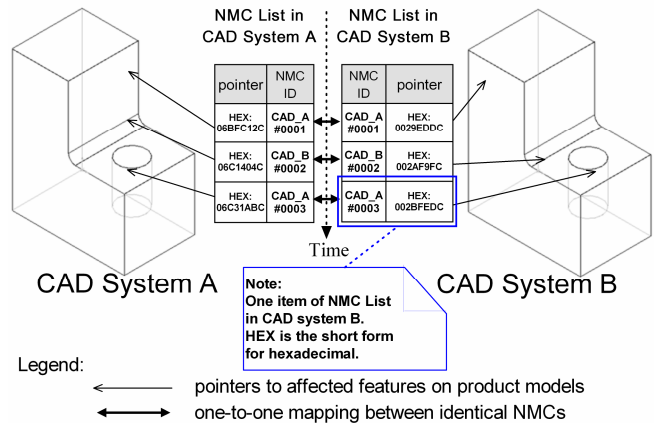 NMC List in
CAD System A
NMC List in
CAD System B
pointer
NMC
ID
NMC
ID
pointer
HEX:
06BFC12C
CAD_A
#0001
CAD_A
#0001
HEX:
0029EDDC
HEX:
06C1404C
CAD_B
#0002
CAD_B
#0002
HEX:
002AF9FC
HEX:
06C31ABC
CAD_A
#0003
CAD_A
#0003
HEX:
002BFEDC
Time
CAD System A
CAD System B
Note:
One item of NMC List
in CAD system B.
HEX is the short form
for hexadecimal.
Legend:
pointers to affected features on product models
one-to-one mapping between identical NMCs